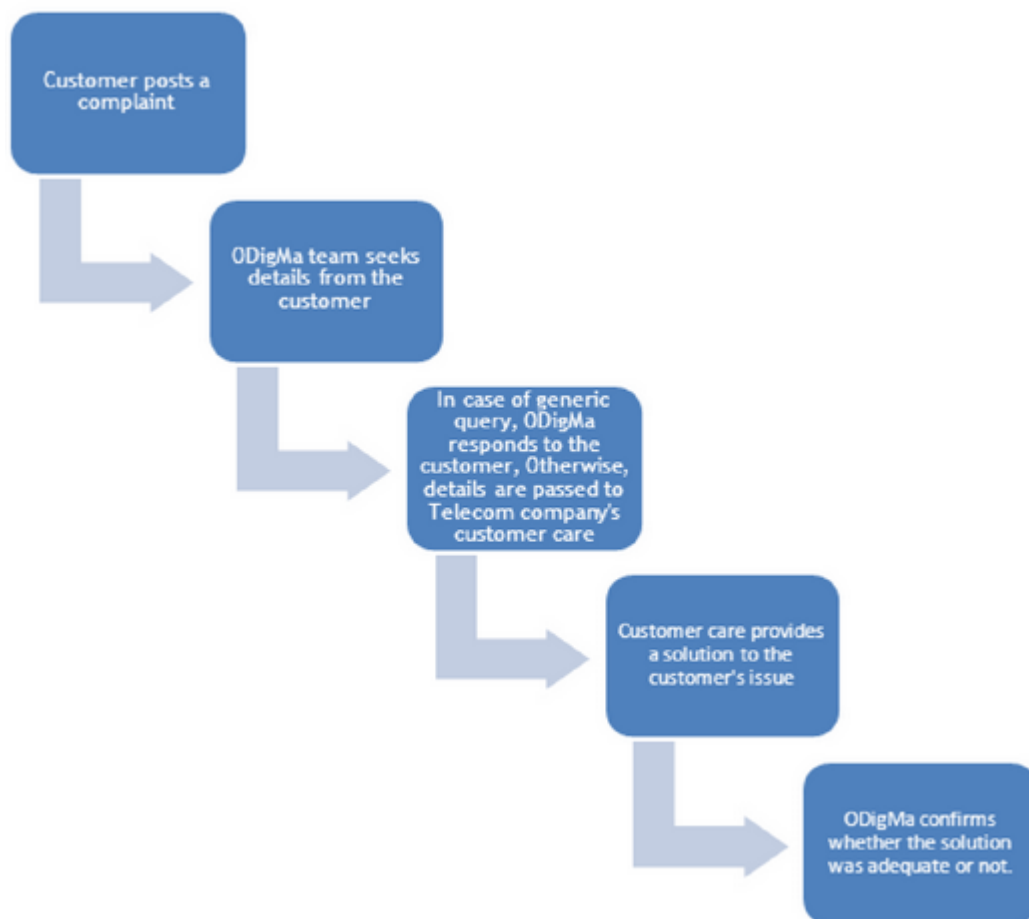 Customer posts a
complaint
ODigMa team seeks
details from the
customer
In case of generic
query, ODigMa
responds to the
customer, Otherwise,
details are passed to
Telecom company's
customer care
Customer care provides
a solution to the
customer's issue
ODigMa confirms
whether the solution
was adequate or not.